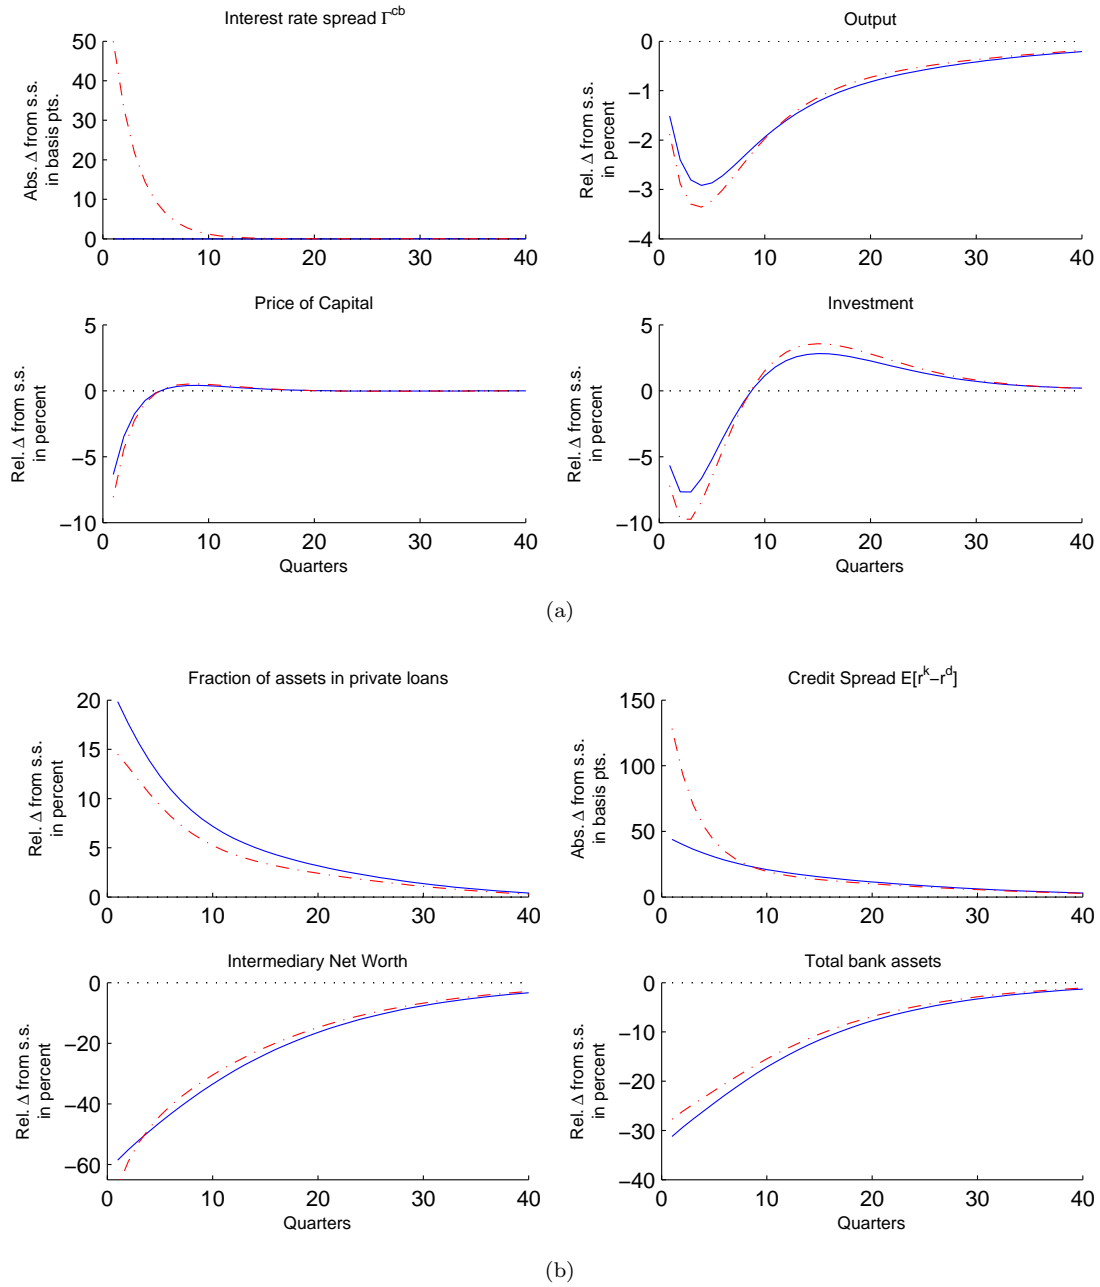 (a)
Interest rate spread Γcb
Abs. Δ from s.s.
in basis pts.
50
40
30
20
10
0
0 10 20 30 40
Output
Rel. Δ from s.s.
in percent
0
−1
−2
−3
−4
0 10 20 30 40
Price of Capital
Rel. Δ from s.s.
in percent
5
0
−5
−10
0 10 20 30 40
Quarters
Investment
Rel. Δ from s.s.
in percent
5
0
−5
−10
0 10 20 30 40
Quarters
Fraction of assets in private loans
Rel. Δ from s.s.
in percent
20
15
10
5
0
0 10 20 30 40
Credit Spread E[rk−rd]
Abs. Δ from s.s.
in basis pts.
150
100
50
0
0 10 20 30 40
Intermediary Net Worth
Rel. Δ from s.s.
in percent
0
−20
−40
−60
0 10 20 30 40
Quarters
Total bank assets
Rel. Δ from s.s.
in percent
0
−10
−20
−30
−40
0 10 20 30 40
Quarters
(b)